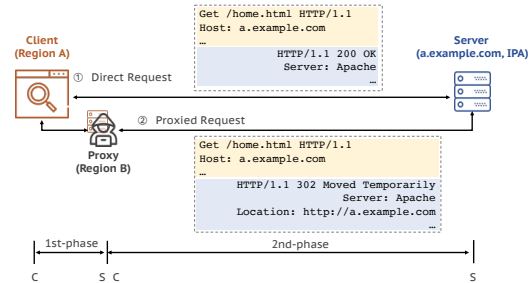 Client
(Region A)
Get /home.html HTTP/1.1
Host: a.example.com
…
HTTP/1.1 200 OK
Server: Apache
…
Server
(a.example.com, IPA)
① Direct Request
② Proxied Request
Proxy
(Region B)
Get /home.html HTTP/1.1
Host: a.example.com
…
HTTP/1.1 302 Moved Temporarily
Server: Apache
Location: http://a.example.com
…
1st-phase
2nd-phase
C
S
C
S